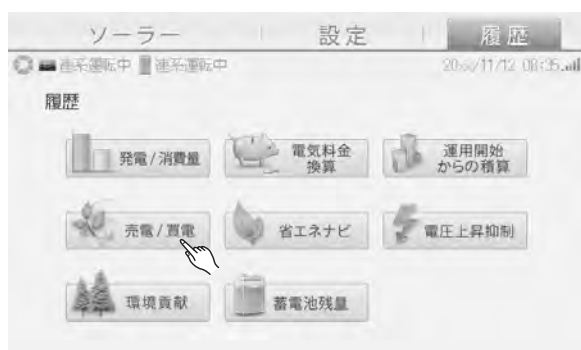 ソーラー 設定 履歴
連系運転中 連系運転中 20xx/11/12 08:35
履歴
発電/消費量 電気料金換算 運用開始からの積算
売電/買電 省エネナビ 電圧上昇抑制
環境貢献 蓄電池残量